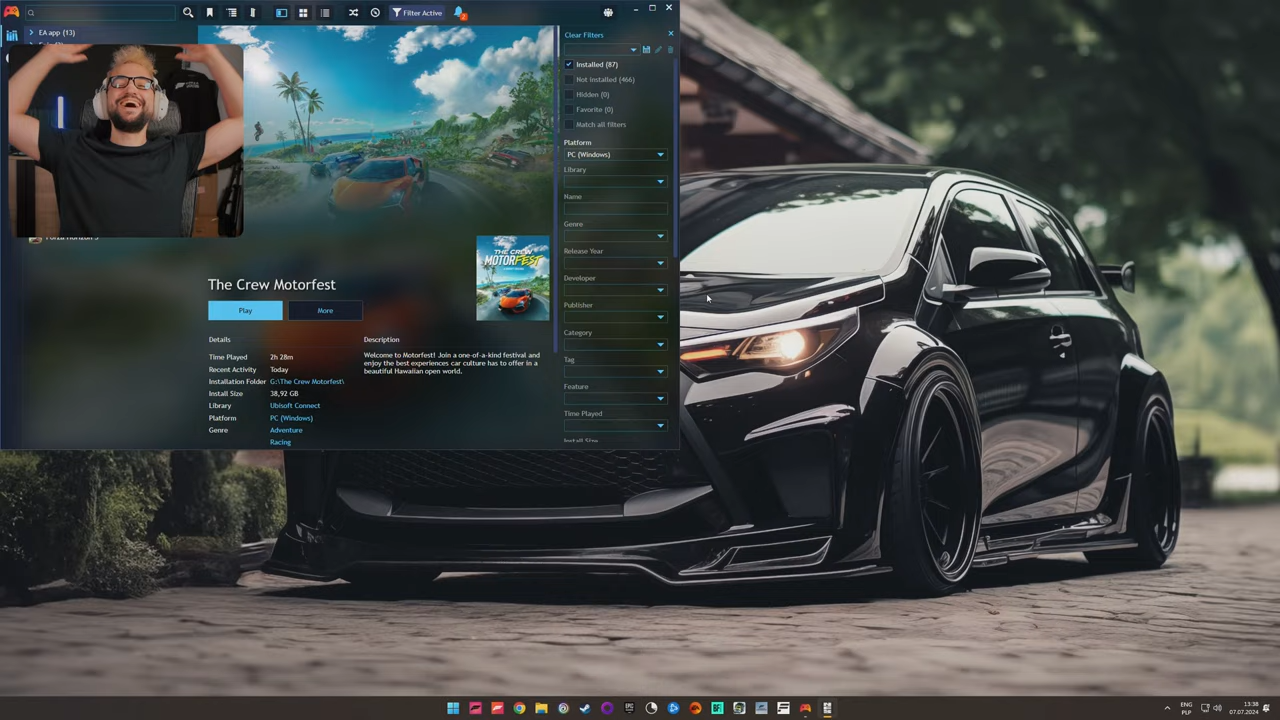 Filter Active
2
EA app (13)
Clear Filters
Installed (87)
Not Installed (466)
Hidden (0)
Favorite (0)
Match all filters
Platform
PC (Windows)
Library
Name
Genre
Release Year
Developer
Publisher
Category
Tag
Feature
Time Played
Install Size
THE CREW
MOTORFEST
The Crew Motorfest
Play
More
Details
Description
Time Played 2h 28m
Recent Activity Today
Installation Folder G:\The Crew Motorfest\
Install Size 38,92 GB
Library Ubisoft Connect
Platform PC (Windows)
Genre Adventure
Racing
Welcome to Motorfest! Join a one-of-a-kind festival and
enjoy the best experiences car culture has to offer in a
beautiful Hawaiian open world.
EPIC
BF
ENG
PLP
13:38
07.07.2024